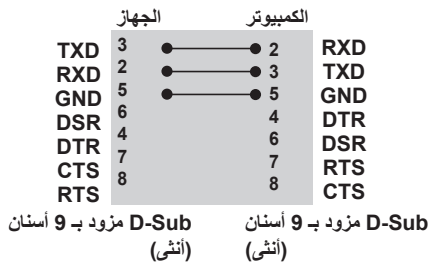 الكمبيوتر الجهاز
TXD 3 2 RXD
RXD 2 3 TXD
GND 5 5 GND
DSR 6 4 DTR
DTR 4 6 DSR
CTS 7 7 RTS
RTS 8 8 CTS
D-Sub مزود بـ 9 أسنان D-Sub مزود بـ 9 أسنان
(أنثى) (أنثى)